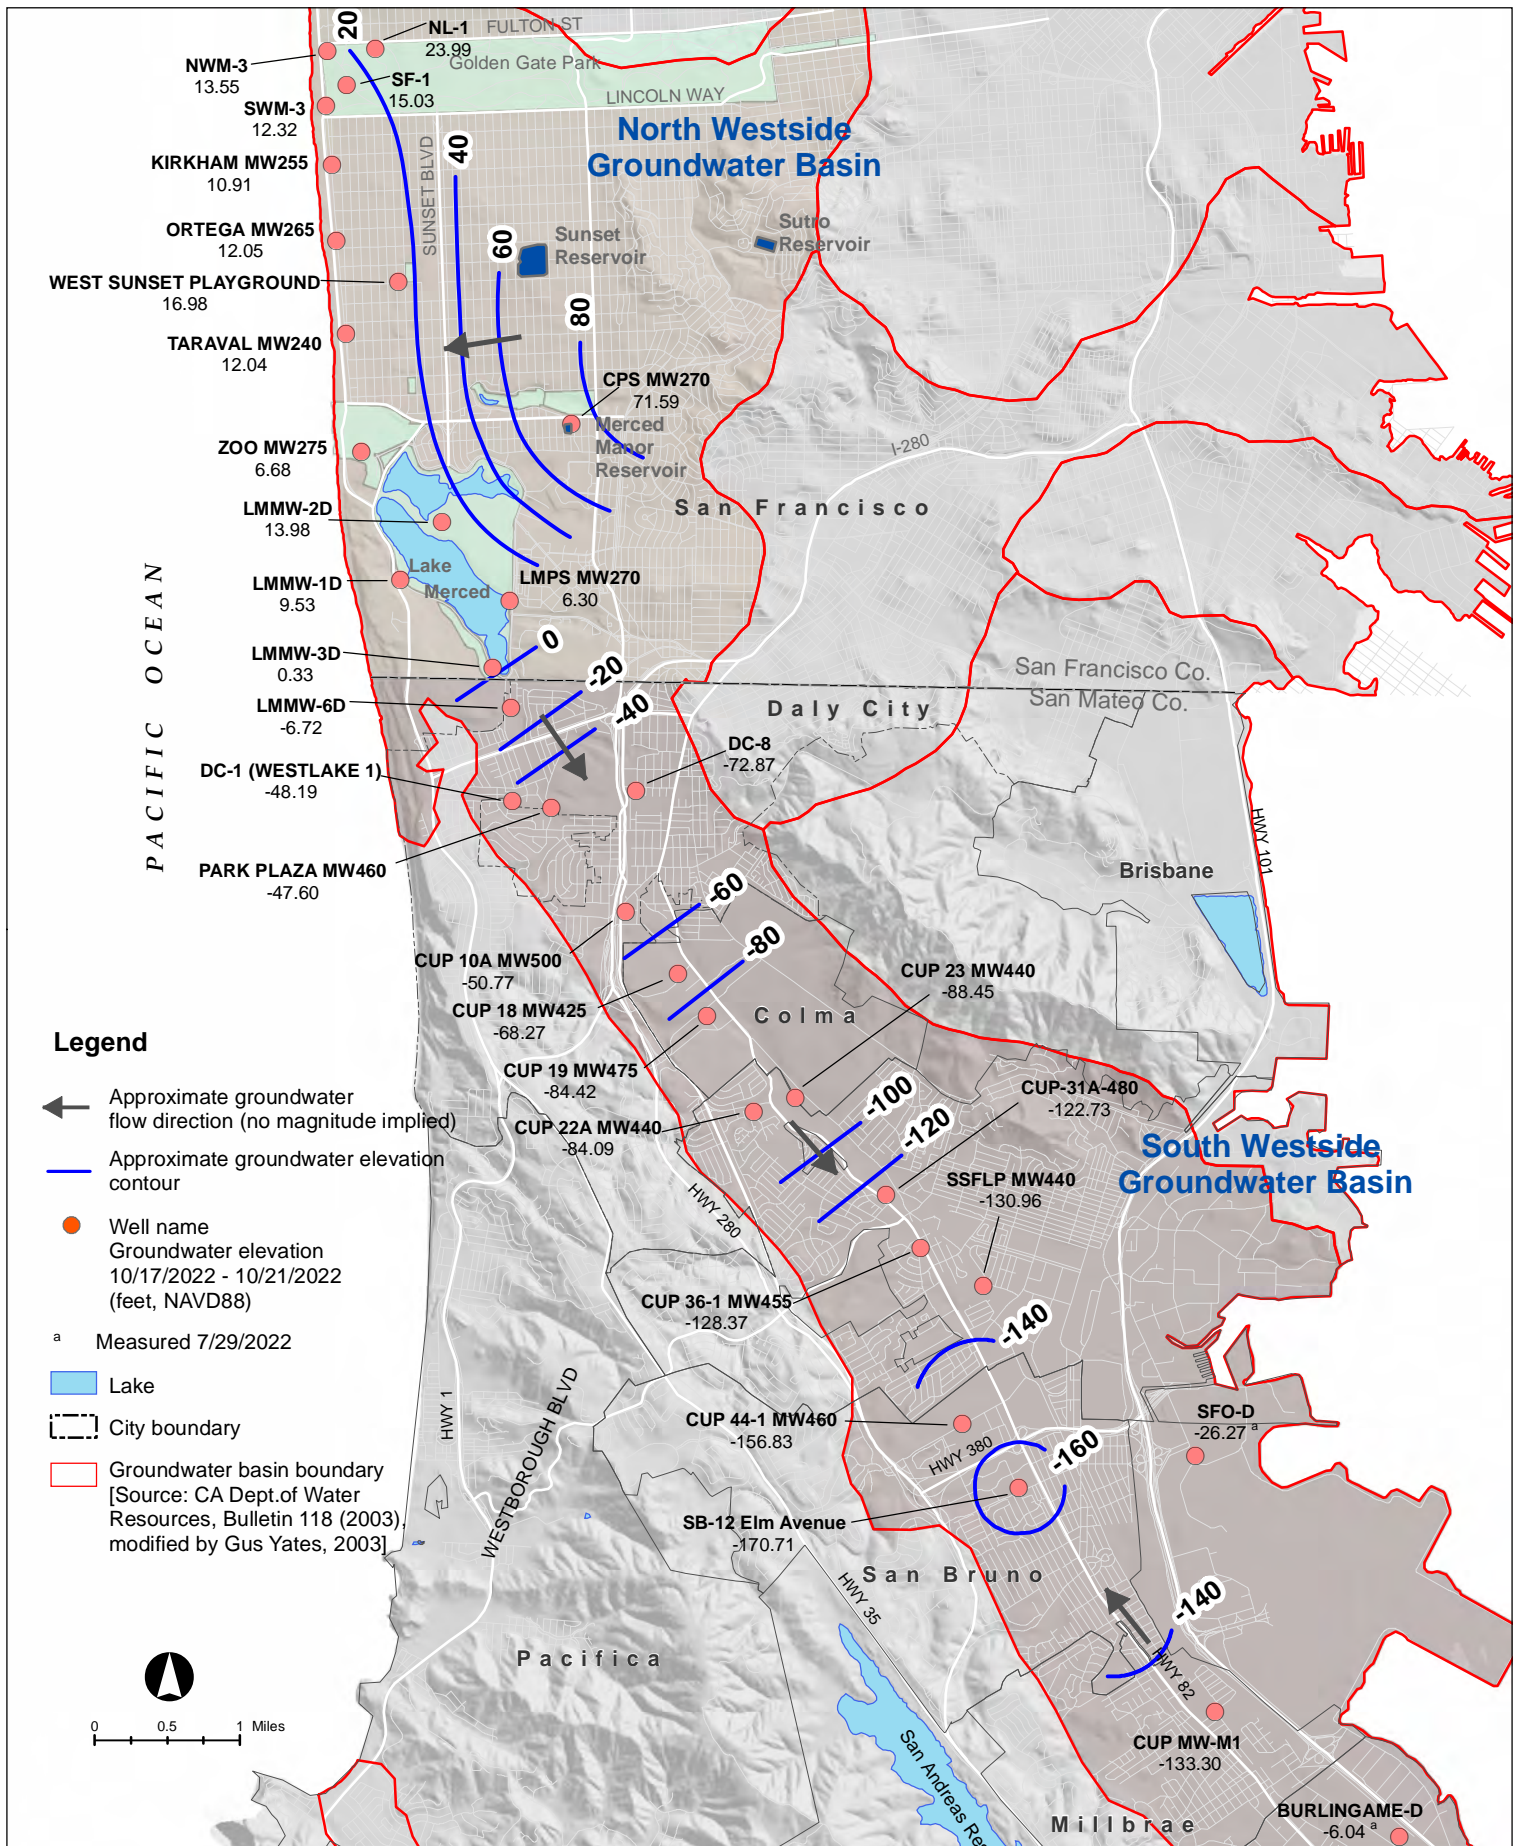 20
NL-1
23.99
FULTON ST
NWM-3
13.55
Golden Gate Park
SF-1
15.03
LINCOLN WAY
SWM-3
12.32
North Westside
Groundwater Basin
40
SUNSET BLVD
KIRKHAM MW255
10.91
ORTEGA MW265
12.05
60
Sunset
Reservoir
Sutro
Reservoir
WEST SUNSET PLAYGROUND
16.98
80
TARAVAL MW240
12.04
CPS MW270
71.59
Merced
Manor
Reservoir
ZOO MW275
6.68
I-280
LMMW-2D
13.98
San Francisco
PACIFIC OCEAN
LMMW-1D
9.53
Lake
Merced
LMPS MW270
6.30
LMMW-3D
0.33
0
-20
San Francisco Co.
San Mateo Co.
LMMW-6D
-6.72
-40
Daly City
DC-8
-72.87
DC-1 (WESTLAKE 1)
-48.19
HWY 101
PARK PLAZA MW460
-47.60
Brisbane
-60
-80
CUP 10A MW500
-50.77
CUP 23 MW440
-88.45
CUP 18 MW425
-68.27
Colma
CUP 19 MW475
-84.42
-100
CUP-31A-480
-122.73
CUP 22A MW440
-84.09
-120
South Westside
Groundwater Basin
SSFLP MW440
-130.96
HWY 280
CUP 36-1 MW455
-128.37
-140
CUP 44-1 MW460
-156.83
HWY 380
-160
SFO-D
-26.27 a
SB-12 Elm Avenue
-170.71
San Bruno
HWY 35
-140
HWY 82
HWY 1
WESTBOROUGH BLVD
Pacifica
San Andreas Res
CUP MW-M1
-133.30
Millbrae
BURLINGAME-D
-6.04 a
Legend
Approximate groundwater
flow direction (no magnitude implied)
Approximate groundwater elevation
contour
Well name
Groundwater elevation
10/17/2022 - 10/21/2022
(feet, NAVD88)
a Measured 7/29/2022
Lake
City boundary
Groundwater basin boundary
[Source: CA Dept.of Water
Resources, Bulletin 118 (2003),
modified by Gus Yates, 2003]
0 0.5 1 Miles